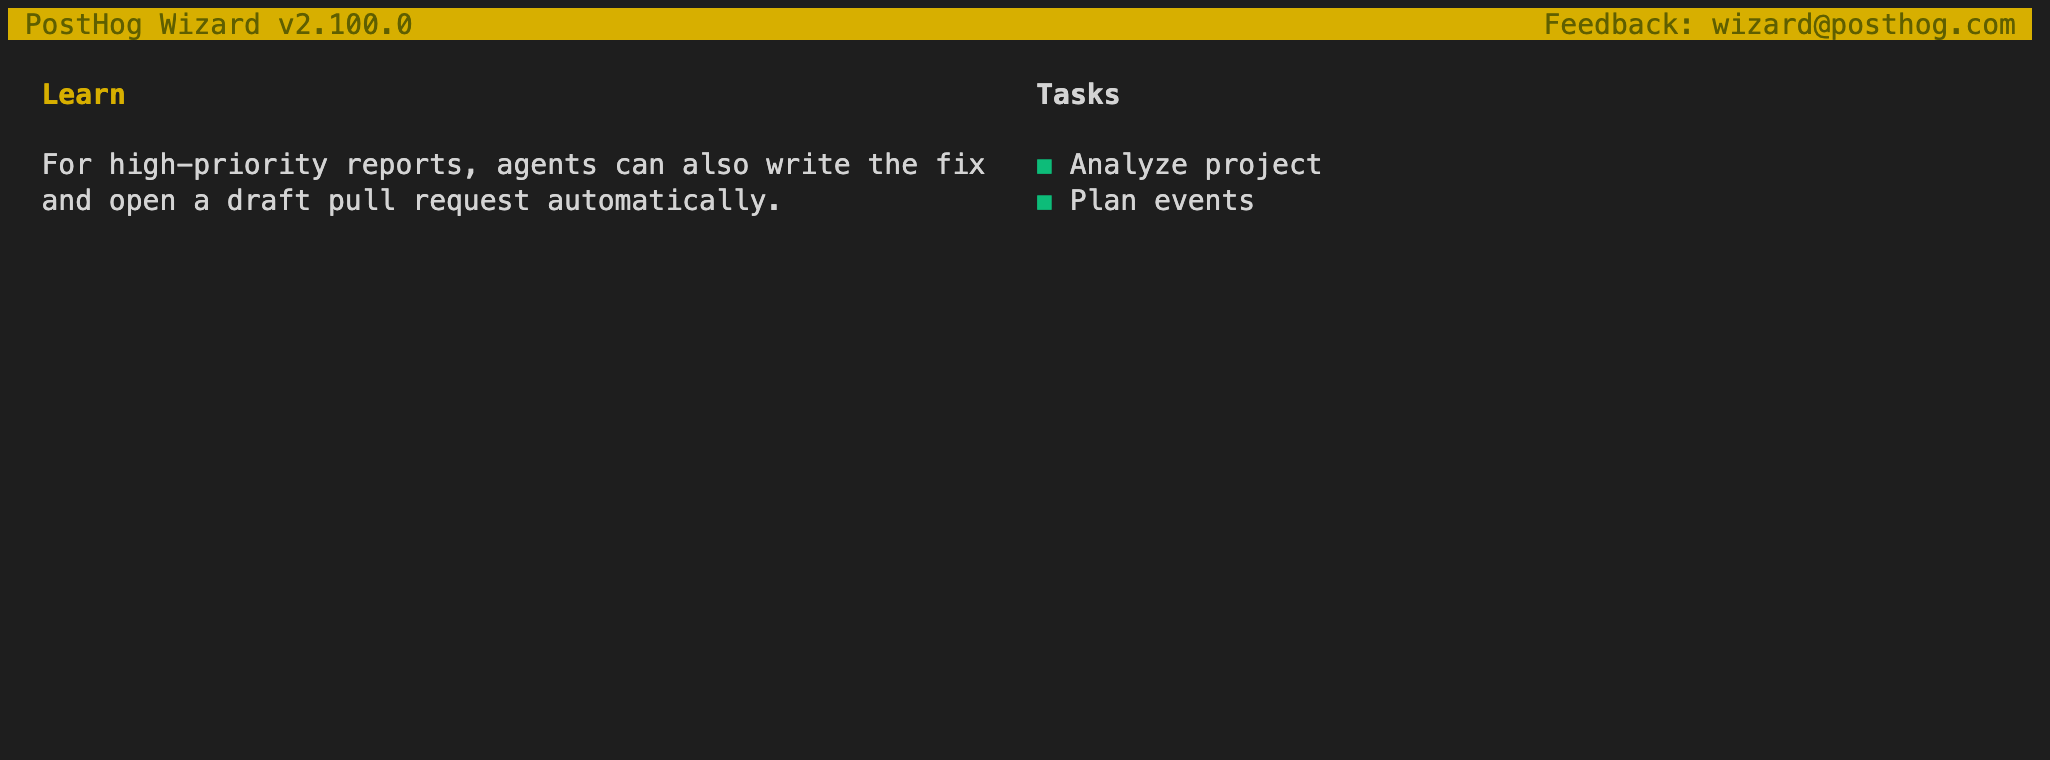 PostHog Wizard v2.100.0 Feedback: wizard@posthog.com
Learn
For high-priority reports, agents can also write the fix
and open a draft pull request automatically.
Tasks
Analyze project
Plan events